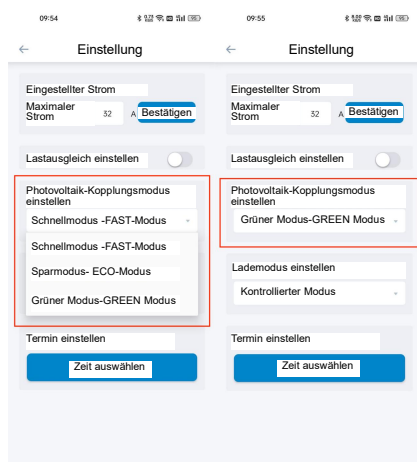 09:54
Einstellung
Eingestellter Strom
Maximaler
Strom
32
A
Bestätigen
Lastausgleich einstellen
Photovoltaik-Kopplungsmodus
einstellen
Schnellmodus -FAST-Modus
Schnellmodus -FAST-Modus
Sparmodus- ECO-Modus
Grüner Modus-GREEN Modus
Termin einstellen
Zeit auswählen
09:55
Einstellung
Eingestellter Strom
Maximaler
Strom
32
A
Bestätigen
Lastausgleich einstellen
Photovoltaik-Kopplungsmodus
einstellen
Grüner Modus-GREEN Modus
Lademodus einstellen
Kontrollierter Modus
Termin einstellen
Zeit auswählen